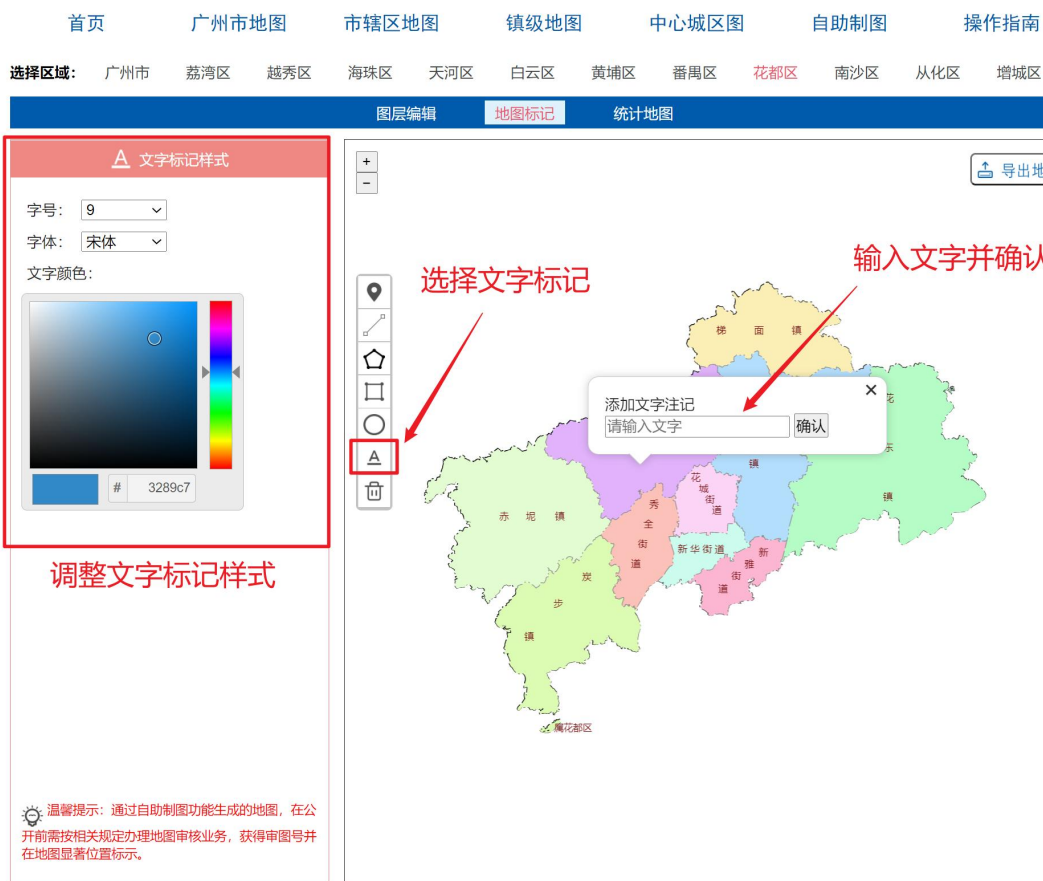 首页 广州市地图 市辖区地图 镇级地图 中心城区图 自助制图 操作指南
选择区域： 广州市 荔湾区 越秀区 海珠区 天河区 白云区 黄埔区 番禺区 花都区 南沙区 从化区 增城区
图层编辑 地图标记 统计地图
A 文字标记样式
字号： 9
字体： 宋体
文字颜色：
# 3289c7
调整文字标记样式
温馨提示：通过自助制图功能生成的地图，在公
开前需按相关规定办理地图审核业务，获得审图号并
在地图显著位置标示。
+
−
导出地
选择文字标记
输入文字并确认
A
添加文字注记 ×
请输入文字 确认
梯面镇
花东镇
镇
花城街道
秀全街道
赤坭镇
新华街道
新雅街道
炭步镇
属花都区